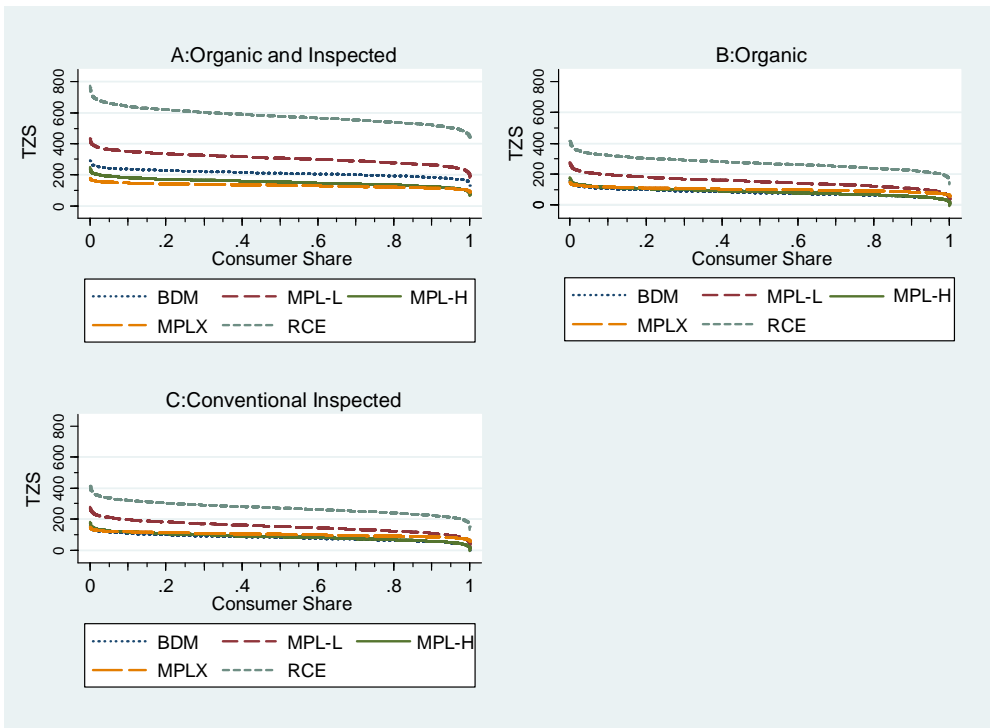 A:Organic and Inspected
TZS
0 200 400 600 800
0 .2 .4 .6 .8 1
Consumer Share
BDM MPL-L MPL-H
MPLX RCE
B:Organic
TZS
0 200 400 600 800
0 .2 .4 .6 .8 1
Consumer Share
BDM MPL-L MPL-H
MPLX RCE
C:Conventional Inspected
TZS
0 200 400 600 800
0 .2 .4 .6 .8 1
Consumer Share
BDM MPL-L MPL-H
MPLX RCE